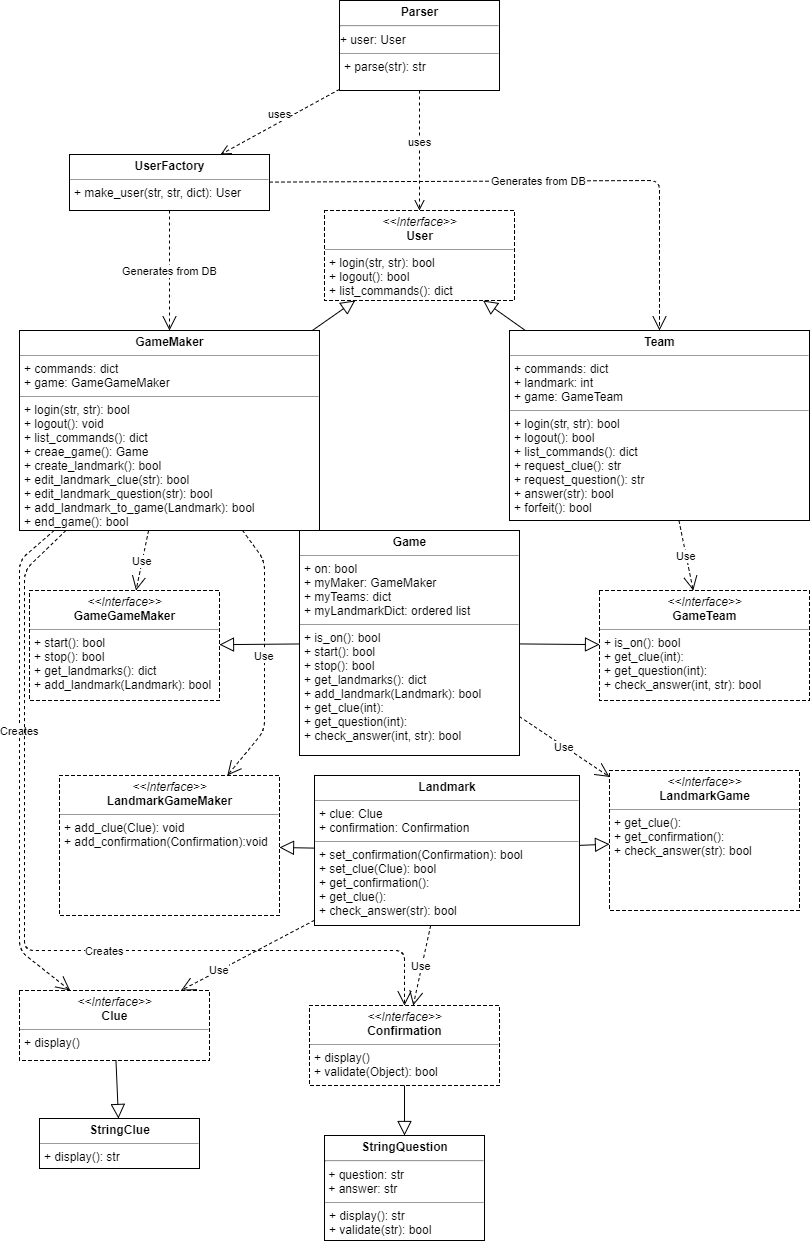 Parser
+ user: User
+ parse(str): str
uses
uses
UserFactory
+ make_user(str, str, dict): User
Generates from DB
Generates from DB
<<Interface>>
User
+ login(str, str): bool
+ logout(): bool
+ list_commands(): dict
GameMaker
+ commands: dict
+ game: GameGameMaker
+ login(str, str): bool
+ logout(): void
+ list_commands(): dict
+ creae_game(): Game
+ create_landmark(): bool
+ edit_landmark_clue(str): bool
+ edit_landmark_question(str): bool
+ add_landmark_to_game(Landmark): bool
+ end_game(): bool
Team
+ commands: dict
+ landmark: int
+ game: GameTeam
+ login(str, str): bool
+ logout(): bool
+ list_commands(): dict
+ request_clue(): str
+ request_question(): str
+ answer(str): bool
+ forfeit(): bool
Use
Use
Game
+ on: bool
+ myMaker: GameMaker
+ myTeams: dict
+ myLandmarkDict: ordered list
+ is_on(): bool
+ start(): bool
+ stop(): bool
+ get_landmarks(): dict
+ add_landmark(Landmark): bool
+ get_clue(int):
+ get_question(int):
+ check_answer(int, str): bool
<<Interface>>
GameGameMaker
+ start(): bool
+ stop(): bool
+ get_landmarks(): dict
+ add_landmark(Landmark): bool
<<Interface>>
GameTeam
+ is_on(): bool
+ get_clue(int):
+ get_question(int):
+ check_answer(int, str): bool
Use
Creates
Use
<<Interface>>
LandmarkGameMaker
+ add_clue(Clue): void
+ add_confirmation(Confirmation):void
Landmark
+ clue: Clue
+ confirmation: Confirmation
+ set_confirmation(Confirmation): bool
+ set_clue(Clue): bool
+ get_confirmation():
+ get_clue():
+ check_answer(str): bool
<<Interface>>
LandmarkGame
+ get_clue():
+ get_confirmation():
+ check_answer(str): bool
Creates
Use
Use
<<Interface>>
Clue
+ display()
<<Interface>>
Confirmation
+ display()
+ validate(Object): bool
StringClue
+ display(): str
StringQuestion
+ question: str
+ answer: str
+ display(): str
+ validate(str): bool